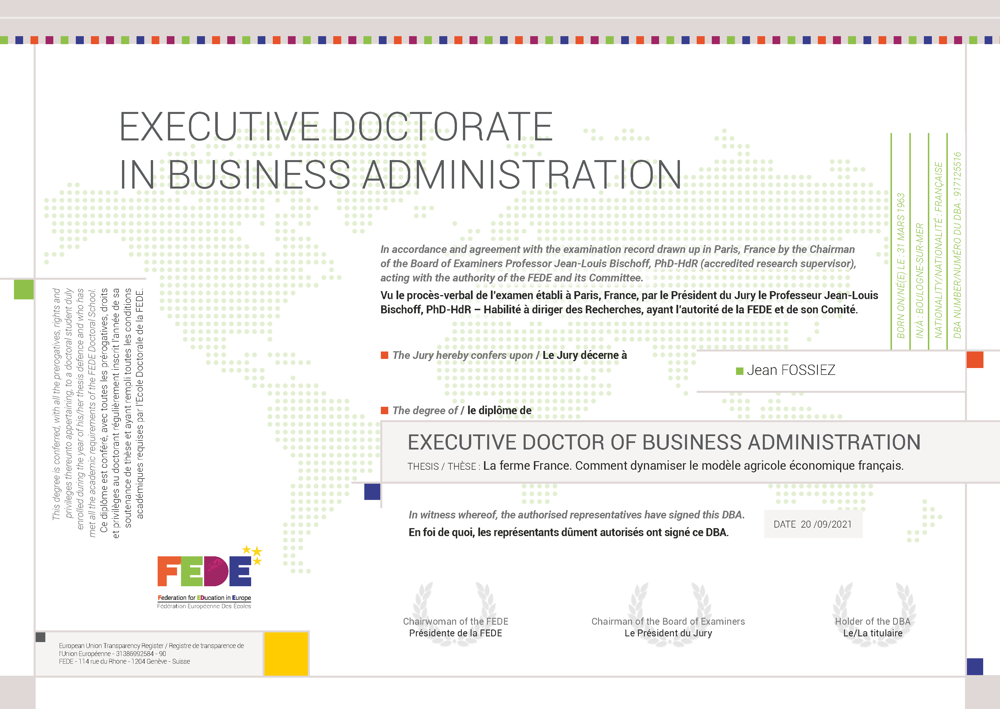 EXECUTIVE DOCTORATE
IN BUSINESS ADMINISTRATION
BORN ON/NÉ(E) LE : 31 MARS 1963
IN/À : BOULOGNE-SUR-MER
NATIONALITY/NATIONALITÉ : FRANÇAISE
DBA NUMBER/NUMÉRO DU DBA : 9171255169
In accordance and agreement with the examination record drawn up in Paris, France by the Chairman
of the Board of Examiners Professor Jean-Louis Bischoff, PhD-HdR (accredited research supervisor),
acting with the authority of the FEDE and its Committee.
Vu le procès-verbal de l'examen établi à Paris, France, par le Président du Jury le Professeur Jean-Louis
Bischoff, PhD-HdR – Habilité à diriger des Recherches, ayant l'autorité de la FEDE et de son Comité.
This degree is conferred, with all the prerogatives, rights and
privileges thereunto appertaining, to a doctoral student duly
enrolled during the year of his/her thesis defence and who has
met all the academic requirements of the FEDE Doctoral School.
Ce diplôme est conféré, avec toutes les prérogatives, droits
et privilèges au doctorant régulièrement inscrit l'année de sa
soutenance de thèse et ayant rempli toutes les conditions
académiques requises par l'Ecole Doctorale de la FEDE.
The Jury hereby confers upon / Le Jury décerne à
Jean FOSSIEZ
The degree of / le diplôme de
EXECUTIVE DOCTOR OF BUSINESS ADMINISTRATION
THESIS / THÈSE : La ferme France. Comment dynamiser le modèle agricole économique français.
In witness whereof, the authorised representatives have signed this DBA.
En foi de quoi, les représentants dûment autorisés ont signé ce DBA.
DATE 20 /09/2021
FEDE
Federation for EDucation in Europe
Fédération Européenne Des Écoles
Chairwoman of the FEDE
Présidente de la FEDE
Chairman of the Board of Examiners
Le Président du Jury
Holder of the DBA
Le/La titulaire
European Union Transparency Register / Registre de transparence de
l'Union Européenne - 31386992584 - 90
FEDE - 114 rue du Rhone - 1204 Genève - Suisse